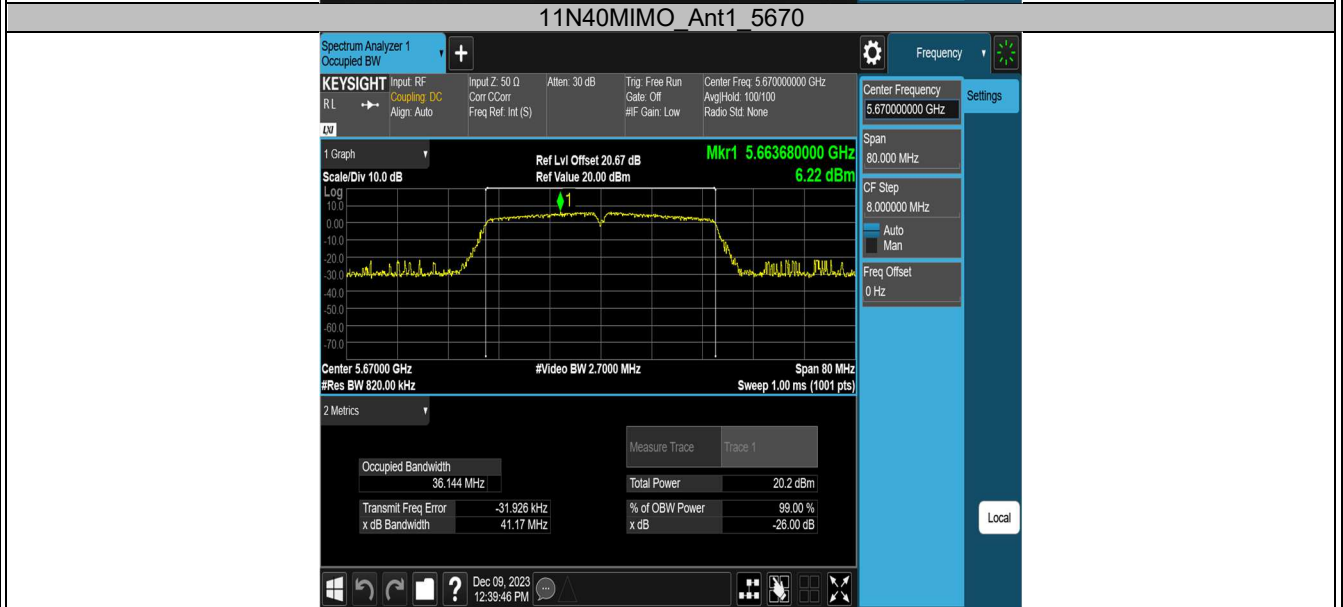 11N40MIMO_Ant1_5670
Spectrum Analyzer 1
Occupied BW
+
Frequency
KEYSIGHT
RL
LXI
Input: RF
Coupling: DC
Align: Auto
Input Z: 50 Ω
Corr CCorr
Freq Ref: Int (S)
Atten: 30 dB
Trig: Free Run
Gate: Off
#IF Gain: Low
Center Freq: 5.670000000 GHz
Avg|Hold: 100/100
Radio Std: None
Center Frequency
5.670000000 GHz
Settings
Span
80.000 MHz
CF Step
8.000000 MHz
Auto
Man
Freq Offset
0 Hz
Local
1 Graph
Scale/Div 10.0 dB
Ref Lvl Offset 20.67 dB
Ref Value 20.00 dBm
Mkr1 5.663680000 GHz
6.22 dBm
Log
10.0
0.00
-10.0
-20.0
-30.0
-40.0
-50.0
-60.0
-70.0
1
Center 5.67000 GHz
#Res BW 820.00 kHz
#Video BW 2.7000 MHz
Span 80 MHz
Sweep 1.00 ms (1001 pts)
2 Metrics
Measure Trace Trace 1
Occupied Bandwidth
36.144 MHz
Total Power 20.2 dBm
Transmit Freq Error -31.926 kHz
% of OBW Power 99.00 %
x dB Bandwidth 41.17 MHz
x dB -26.00 dB
?
Dec 09, 2023
12:39:46 PM